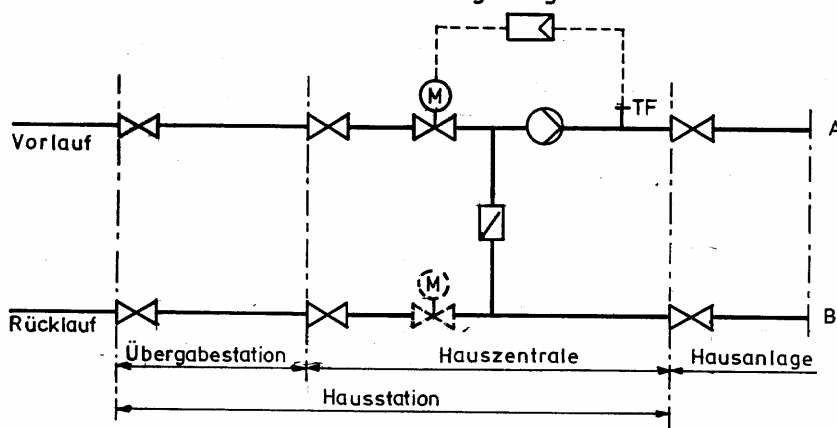 M
TF
Vorlauf
A
M
Rücklauf
B
Übergabestation
Hauszentrale
Hausanlage
Hausstation